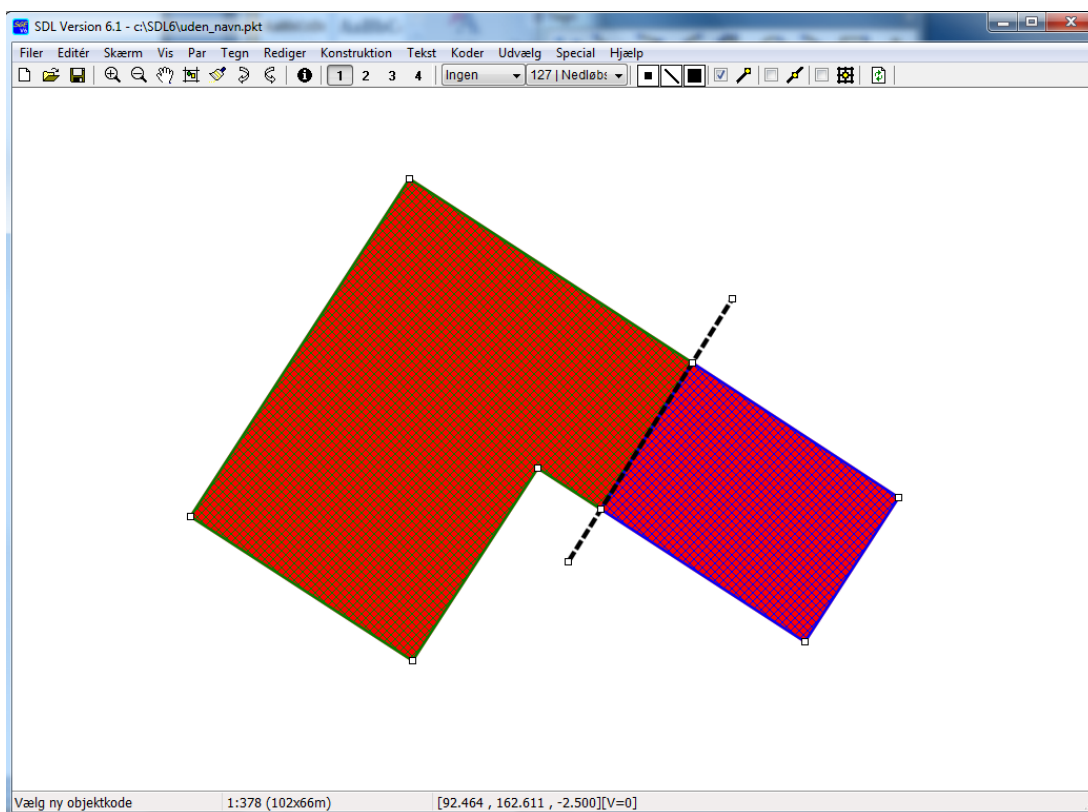 SDL Version 6.1 - c:\SDL6\uden_navn.pkt
Filer Editér Skærm Vis Par Tegn Rediger Konstruktion Tekst Koder Udvælg Special Hjælp
1 2 3 4 Ingen 127 | Nedløbs
Vælg ny objektkode 1:378 (102x66m) [92.464 , 162.611 , -2.500][V=0]